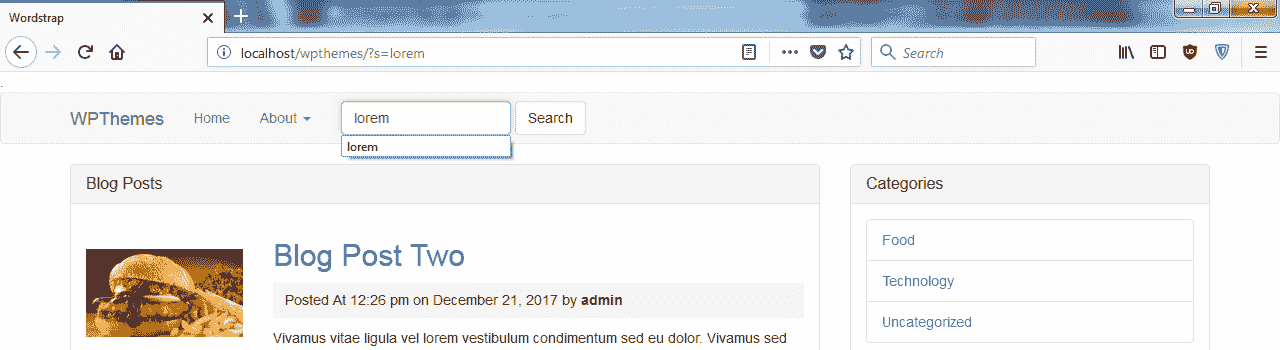 Wordstrap
localhost/wpthemes/?s=lorem
Search
WPThemes Home About lorem Search
lorem
Blog Posts
Categories
Blog Post Two
Posted At 12:26 pm on December 21, 2017 by admin
Vivamus vitae ligula vel lorem vestibulum condimentum sed eu dolor. Vivamus sed
Food
Technology
Uncategorized